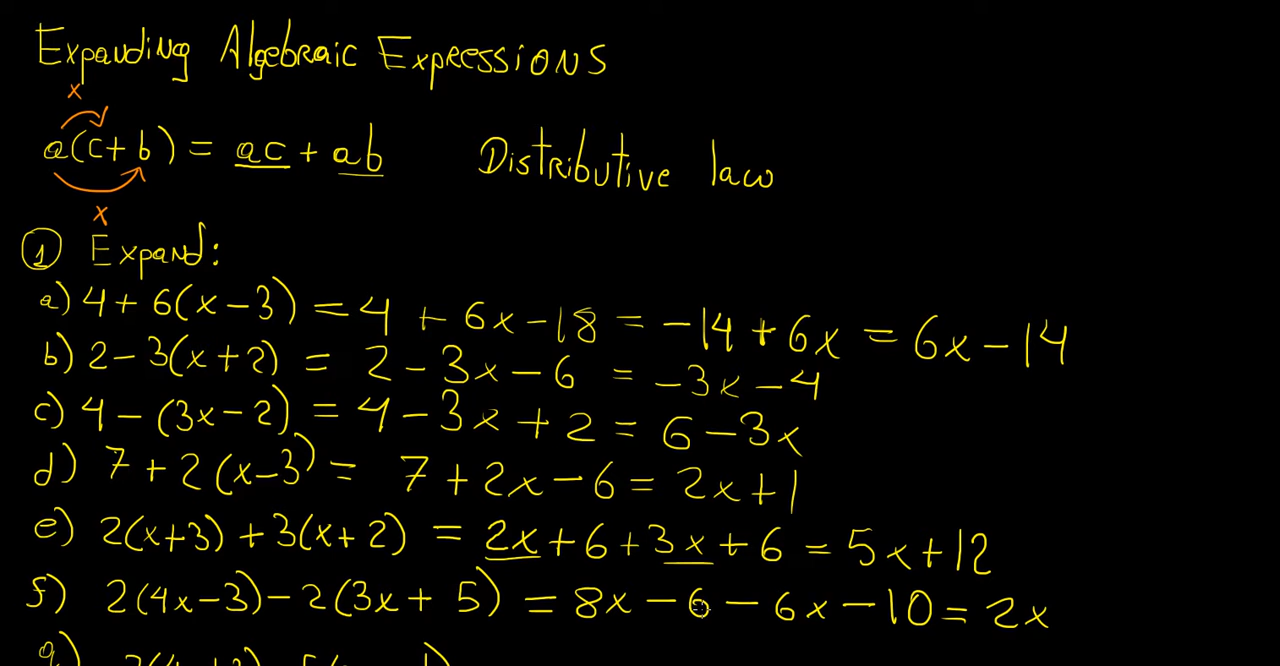 Expanding Algebraic Expressions
x
a(c+b) = ac + ab Distributive law
x
① Expand:
a) 4 + 6(x-3) = 4 + 6x - 18 = -14 + 6x = 6x - 14
b) 2 - 3(x+2) = 2 - 3x - 6 = -3x - 4
c) 4 - (3x-2) = 4 - 3x + 2 = 6 - 3x
d) 7 + 2(x-3) = 7 + 2x - 6 = 2x + 1
e) 2(x+3) + 3(x+2) = 2x + 6 + 3x + 6 = 5x + 12
f) 2(4x-3) - 2(3x+5) = 8x - 6 - 6x - 10 = 2x
g)